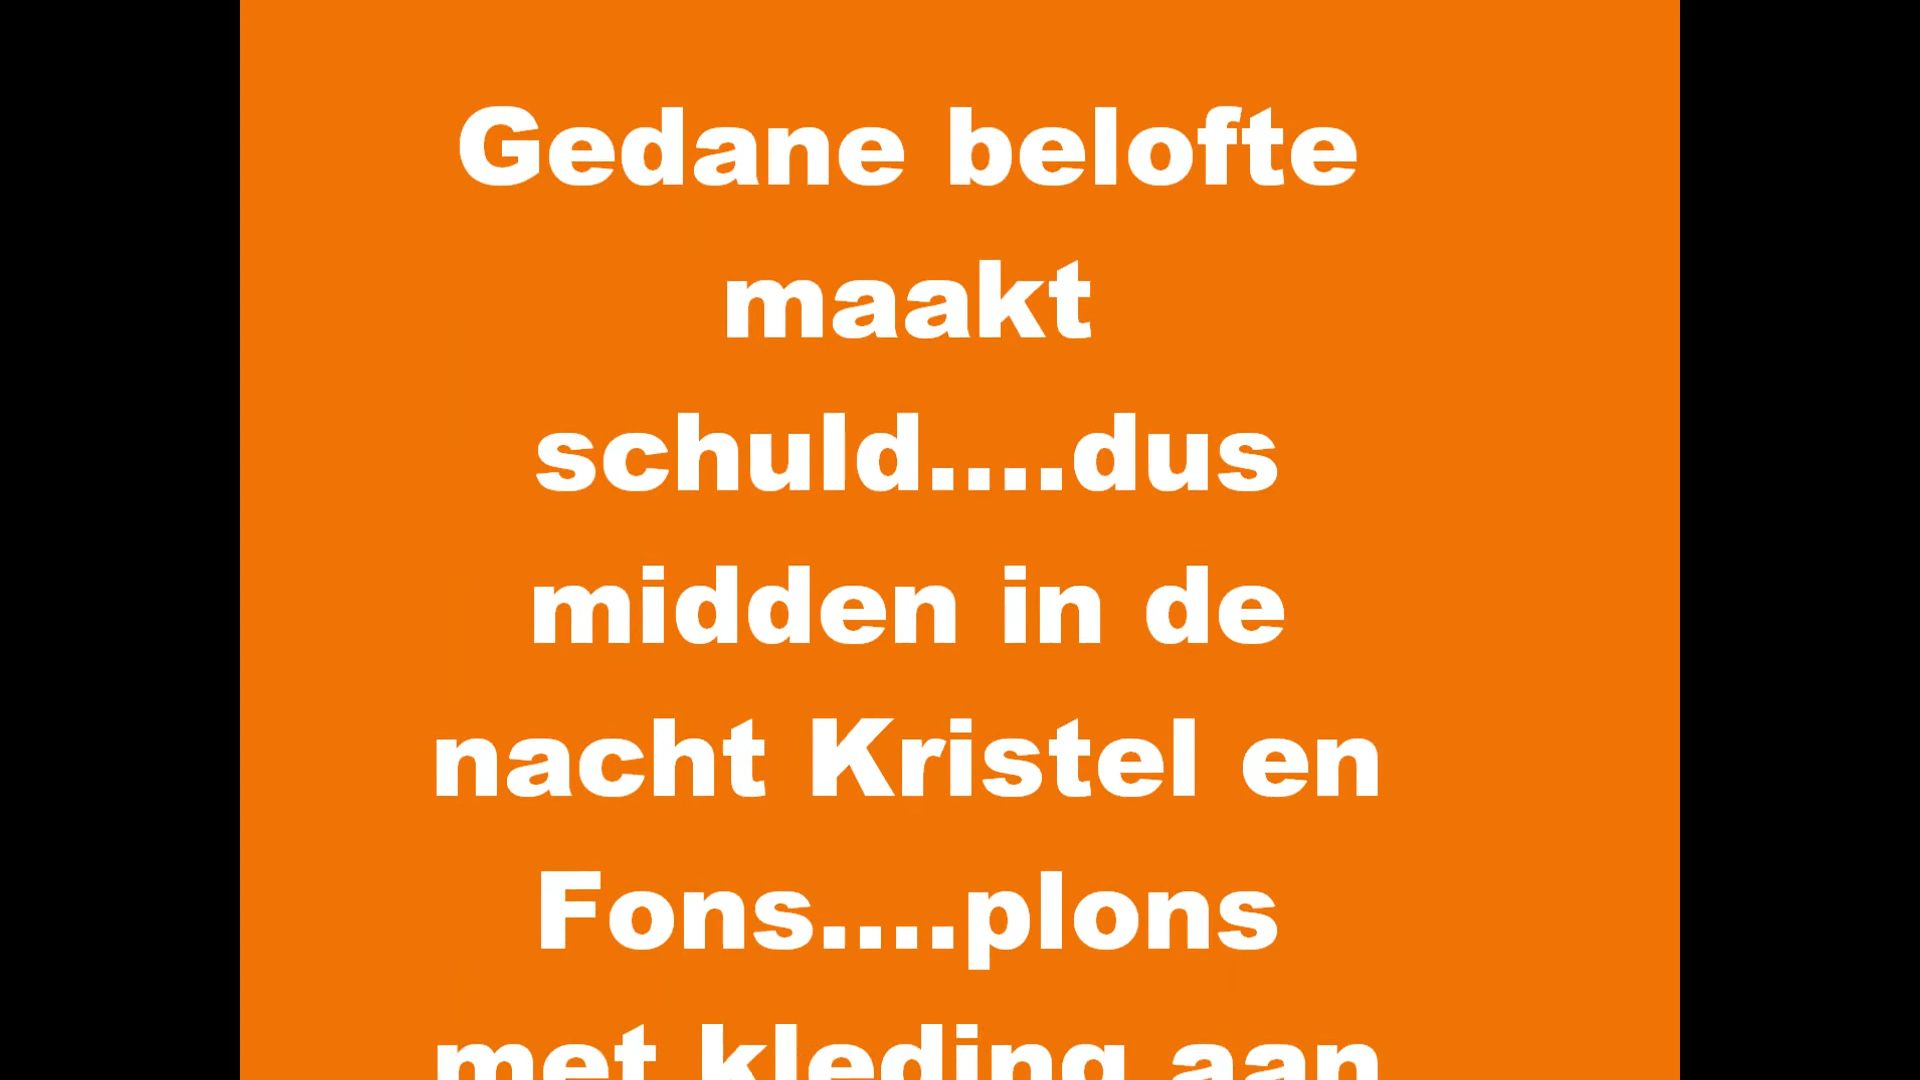 Gedane belofte
maakt
schuld....dus
midden in de
nacht Kristel en
Fons....plons
met kleding aan